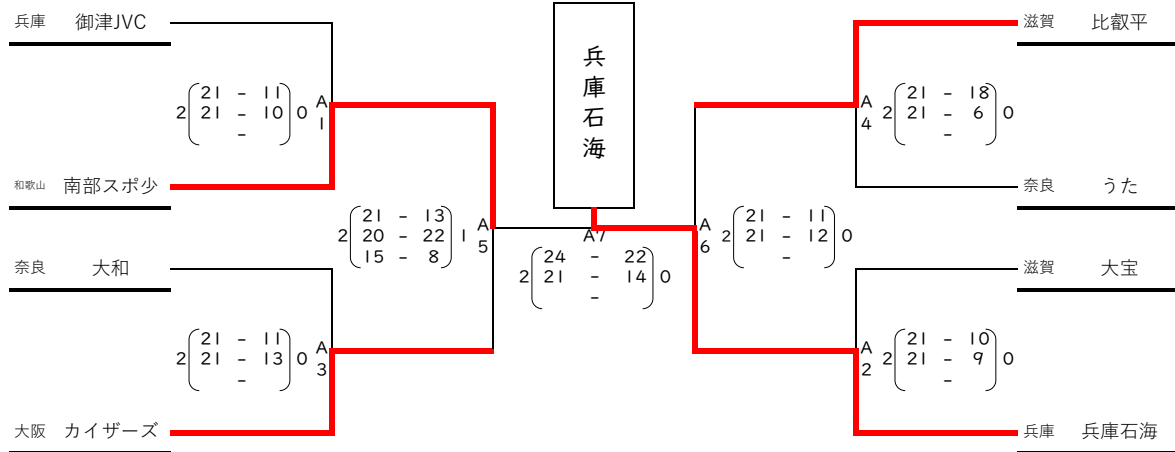 兵庫 御津JVC
2 21 - 11 0 A1
21 - 10
-
和歌山 南部スポ少
奈良 大和
2 21 - 11 0 A3
21 - 13
-
大阪 カイザーズ
2 21 - 13 1 A5
20 - 22
15 - 8
兵庫石海
A7
2 24 - 22 0
21 - 14
-
A6 2 21 - 11 0
21 - 12
-
滋賀 比叡平
A4 2 21 - 18 0
21 - 6
-
奈良 うた
滋賀 大宝
A2 2 21 - 10 0
21 - 9
-
兵庫 兵庫石海